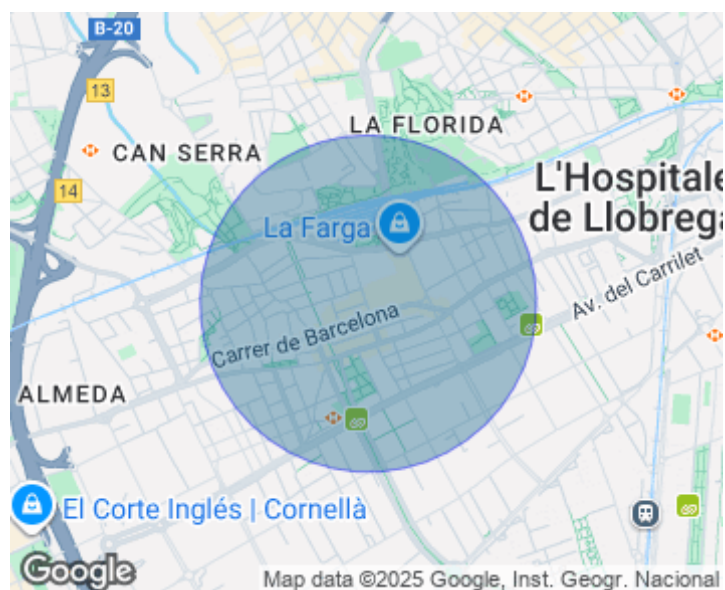 B-20
13
LA FLORIDA
CAN SERRA
14
L'Hospitale
de Llobrega
La Farga
Av. del Carrilet
Carrer de Barcelona
ALMEDA
El Corte Inglés | Cornellà
Google
Map data ©2025 Google, Inst. Geogr. Nacional